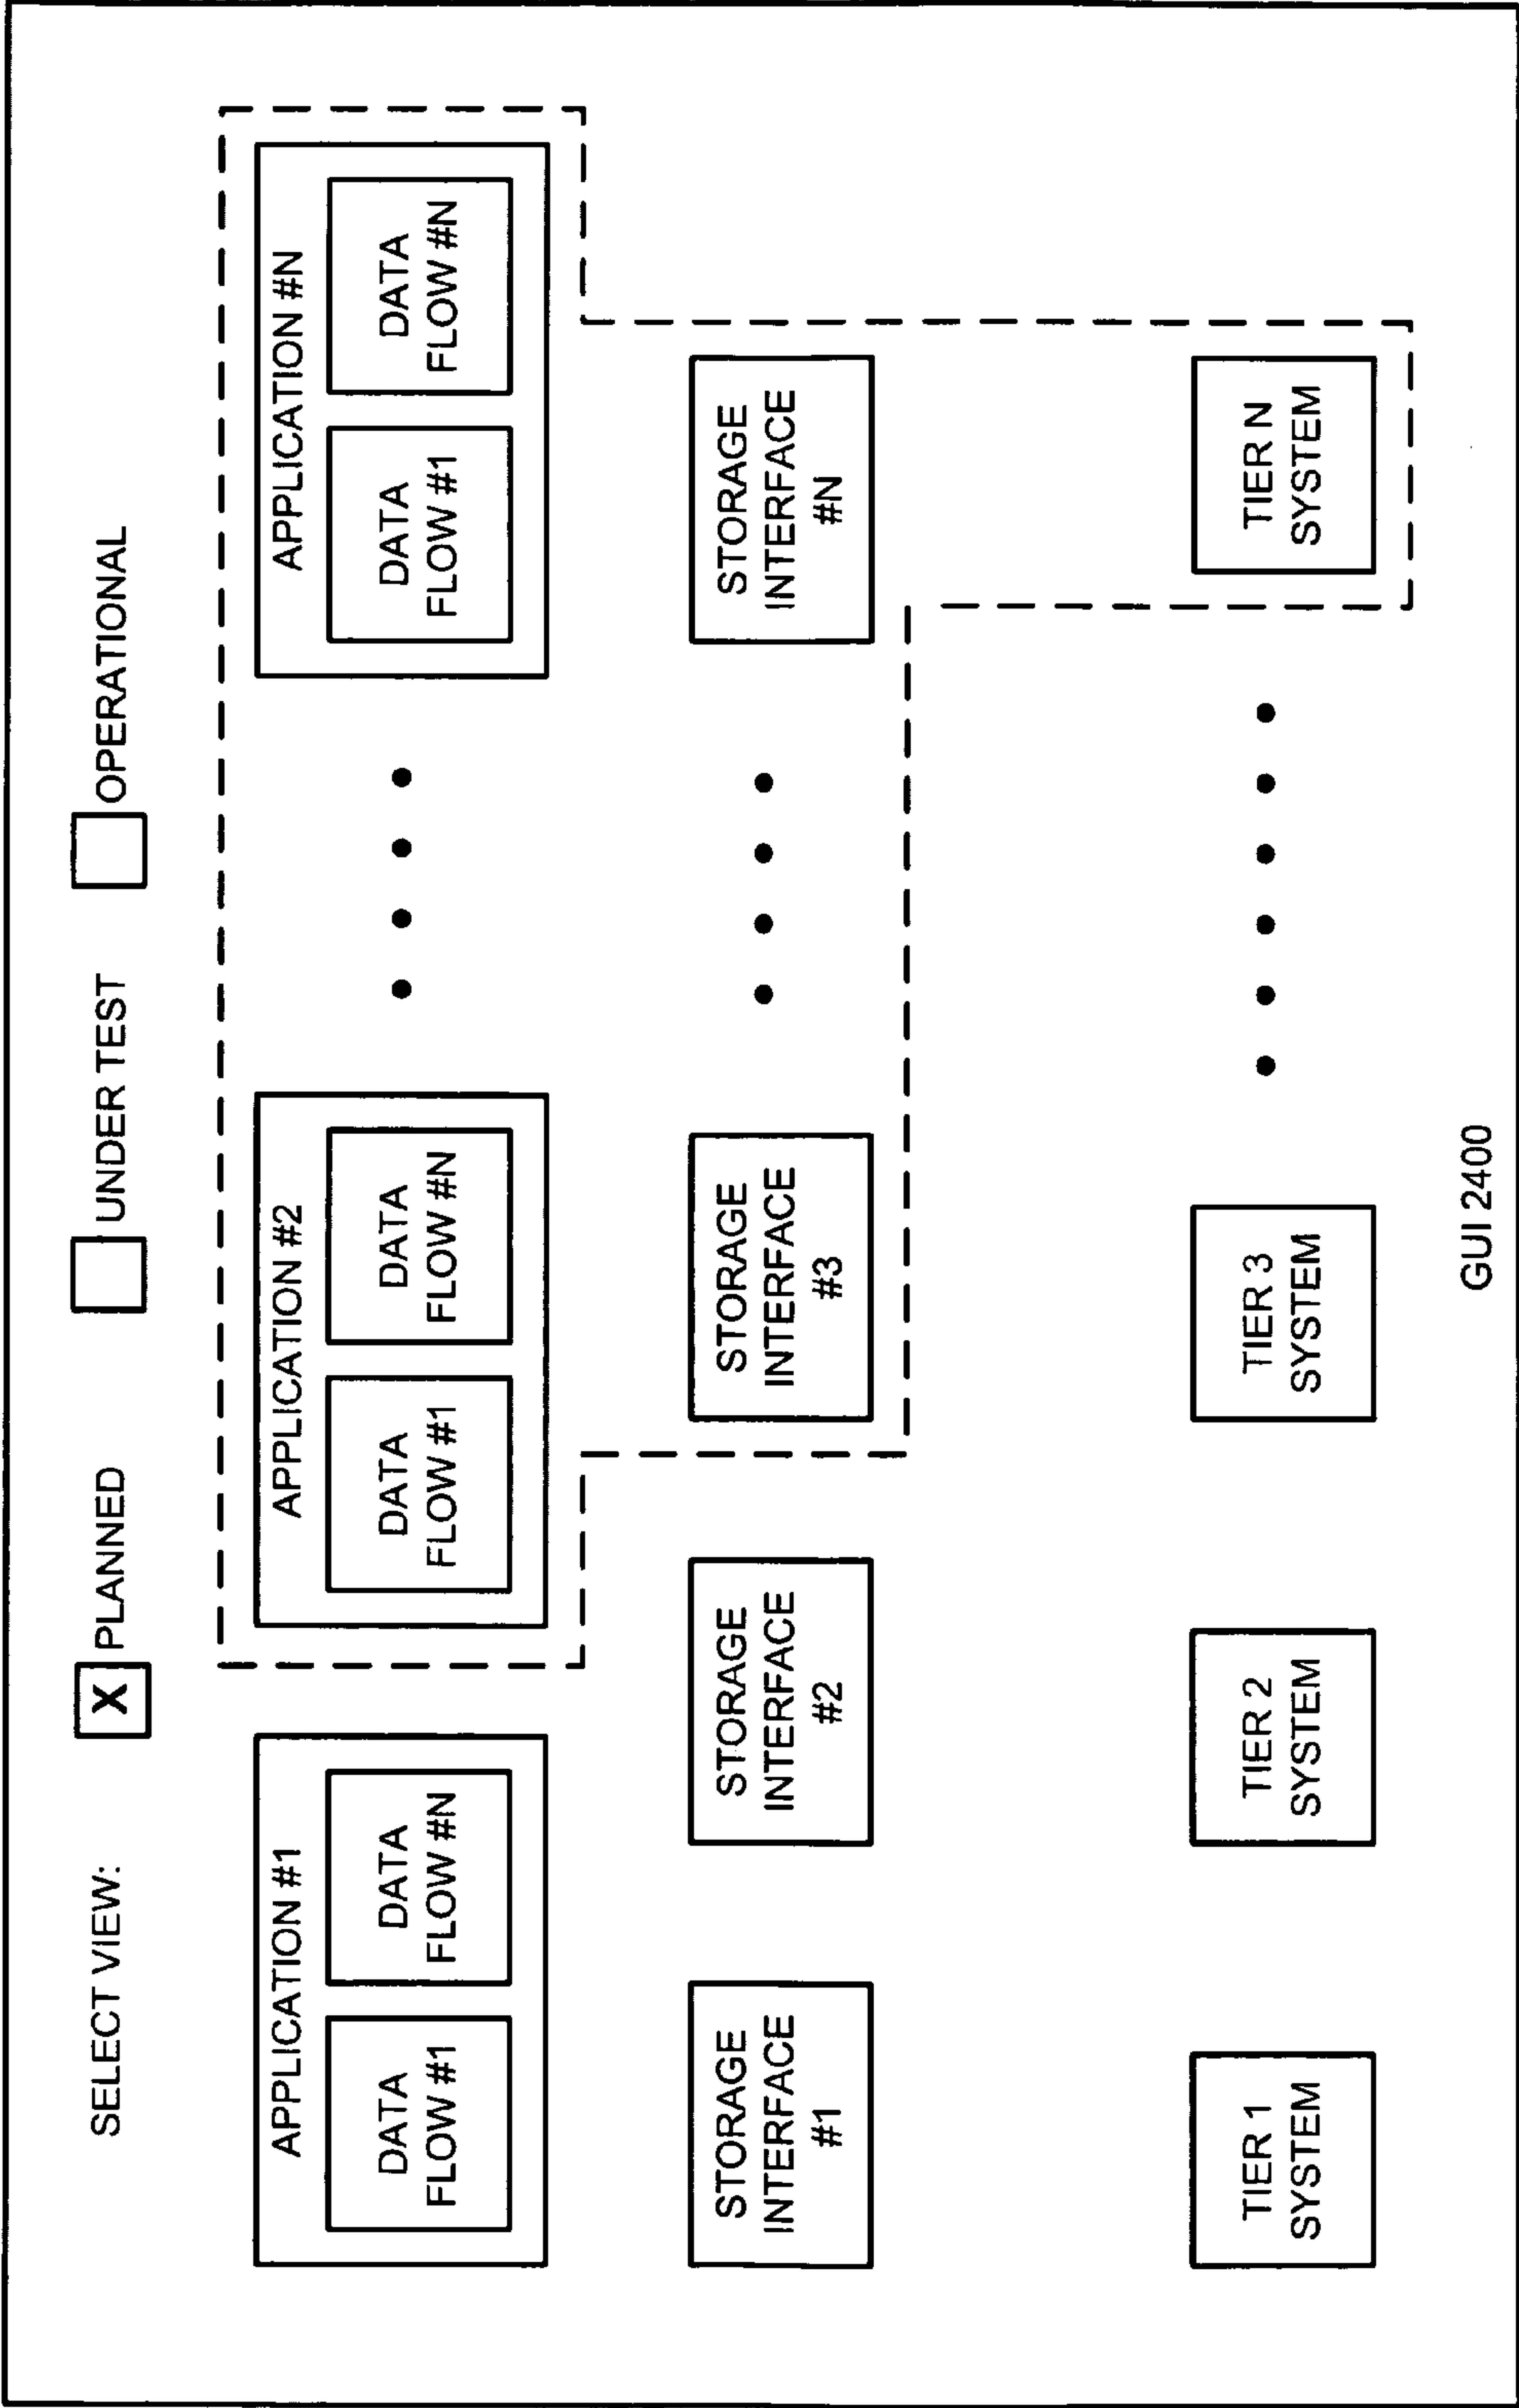 SELECT VIEW:
X PLANNED
UNDER TEST
OPERATIONAL
APPLICATION #1
DATA
FLOW #1
DATA
FLOW #N
APPLICATION #2
DATA
FLOW #1
DATA
FLOW #N
APPLICATION #N
DATA
FLOW #1
DATA
FLOW #N
STORAGE
INTERFACE
#1
STORAGE
INTERFACE
#2
STORAGE
INTERFACE
#3
STORAGE
INTERFACE
#N
TIER 1
SYSTEM
TIER 2
SYSTEM
TIER 3
SYSTEM
TIER N
SYSTEM
GUI 2400